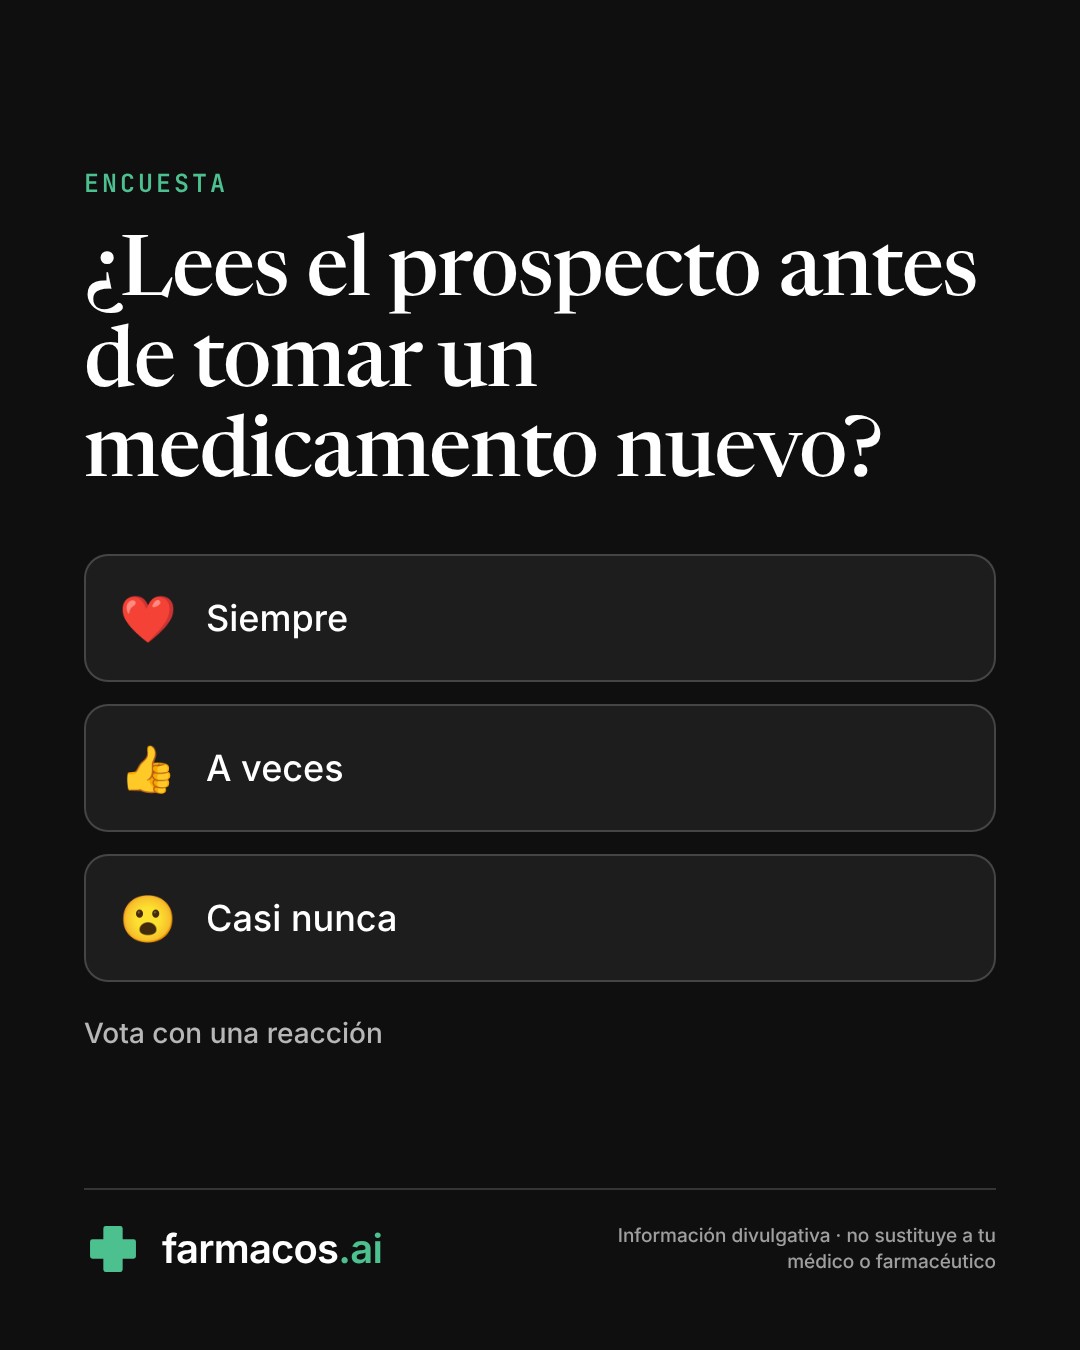 ENCUESTA
¿Lees el prospecto antes
de tomar un
medicamento nuevo?
❤️ Siempre
👍 A veces
😮 Casi nunca
Vota con una reacción
farmacos.ai
Información divulgativa · no sustituye a tu
médico o farmacéutico